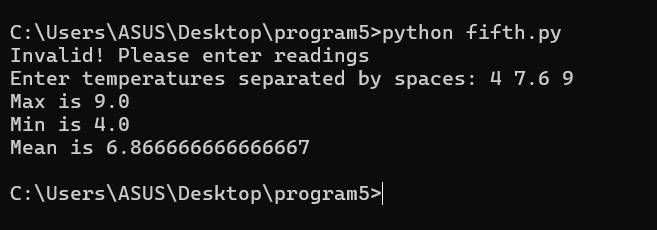 C:\Users\ASUS\Desktop\program5>python fifth.py
Invalid! Please enter readings
Enter temperatures separated by spaces: 4 7.6 9
Max is 9.0
Min is 4.0
Mean is 6.866666666666667
C:\Users\ASUS\Desktop\program5>